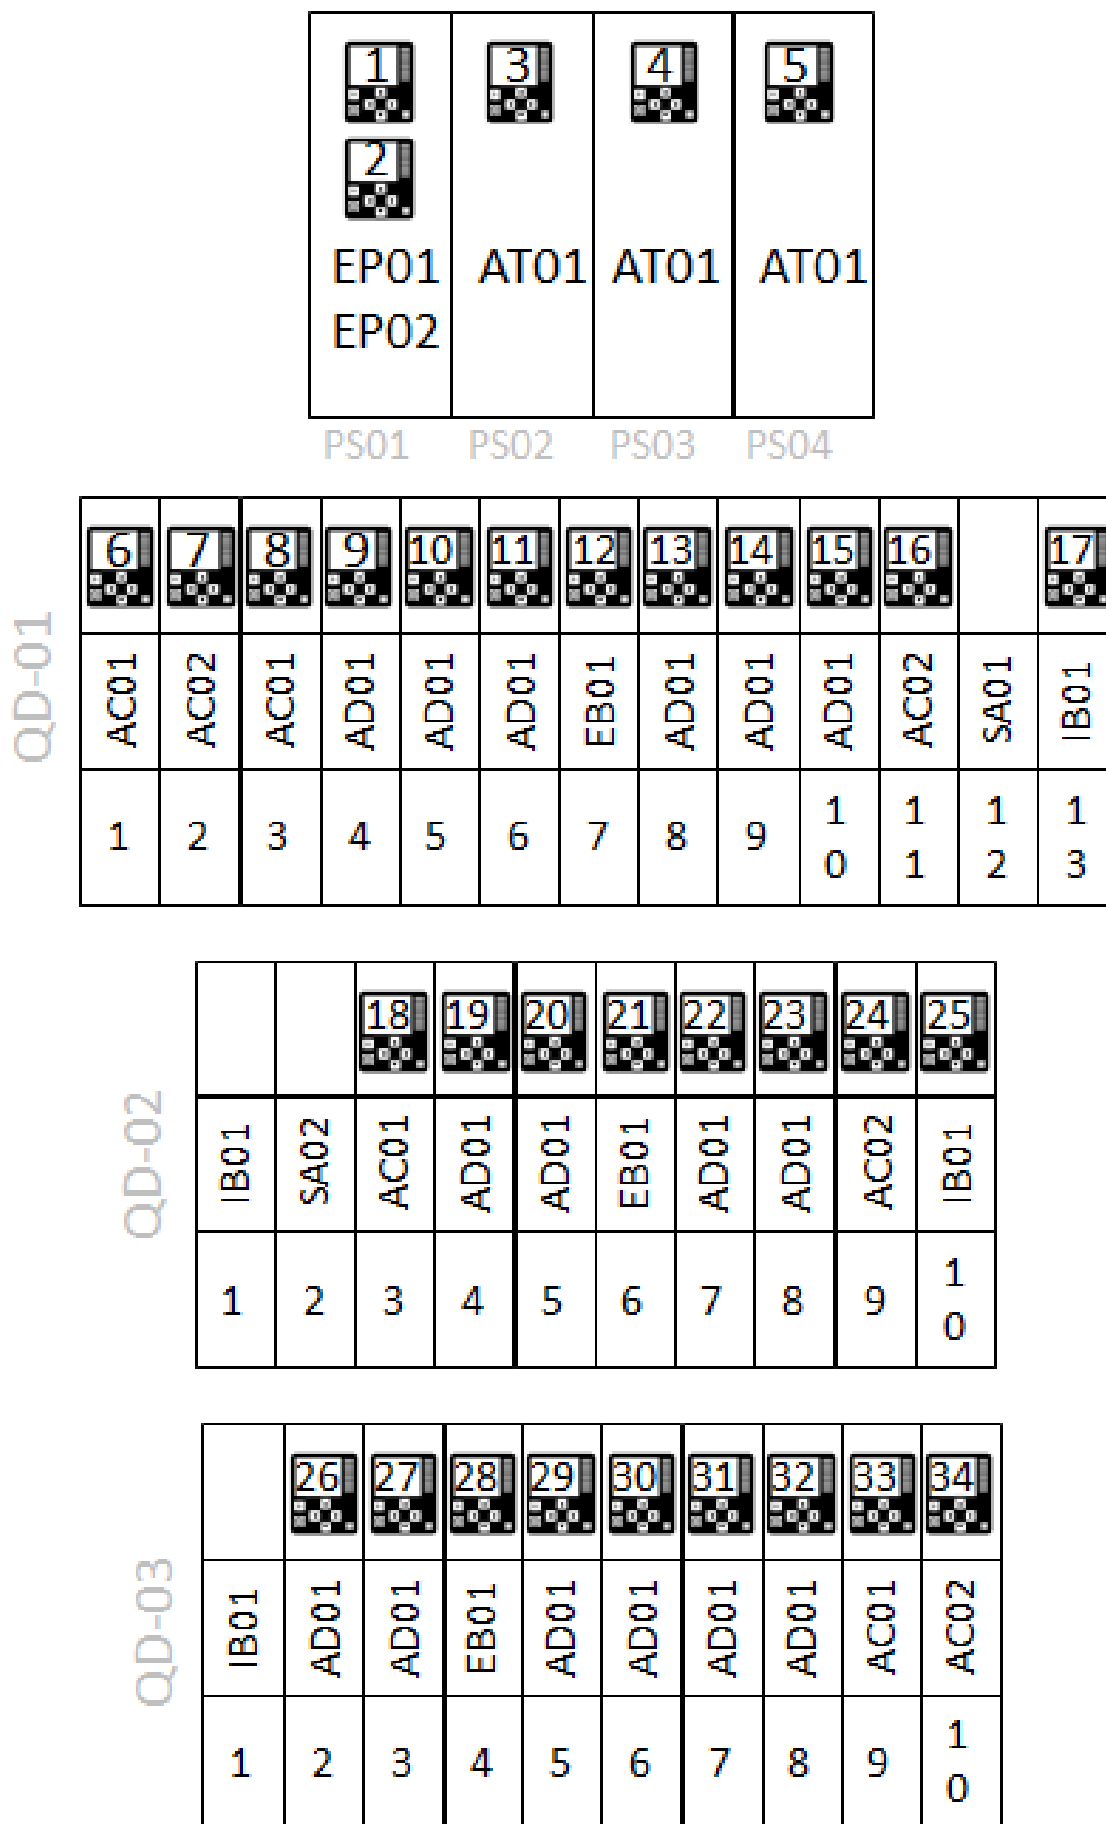 1 3 4 5
2
EP01 AT01 AT01 AT01
EP02
PS01 PS02 PS03 PS04
QD-01
6 7 8 9 10 11 12 13 14 15 16 17
AC01 AC02 AC01 AD01 AD01 AD01 EB01 AD01 AD01 AD01 AC02 SA01 IB01
1 2 3 4 5 6 7 8 9 10 11 12 13
QD-02
18 19 20 21 22 23 24 25
IB01 SA02 AC01 AD01 AD01 EB01 AD01 AD01 AC02 IB01
1 2 3 4 5 6 7 8 9 10
QD-03
26 27 28 29 30 31 32 33 34
IB01 AD01 AD01 EB01 AD01 AD01 AD01 AD01 AC01 AC02
1 2 3 4 5 6 7 8 9 10